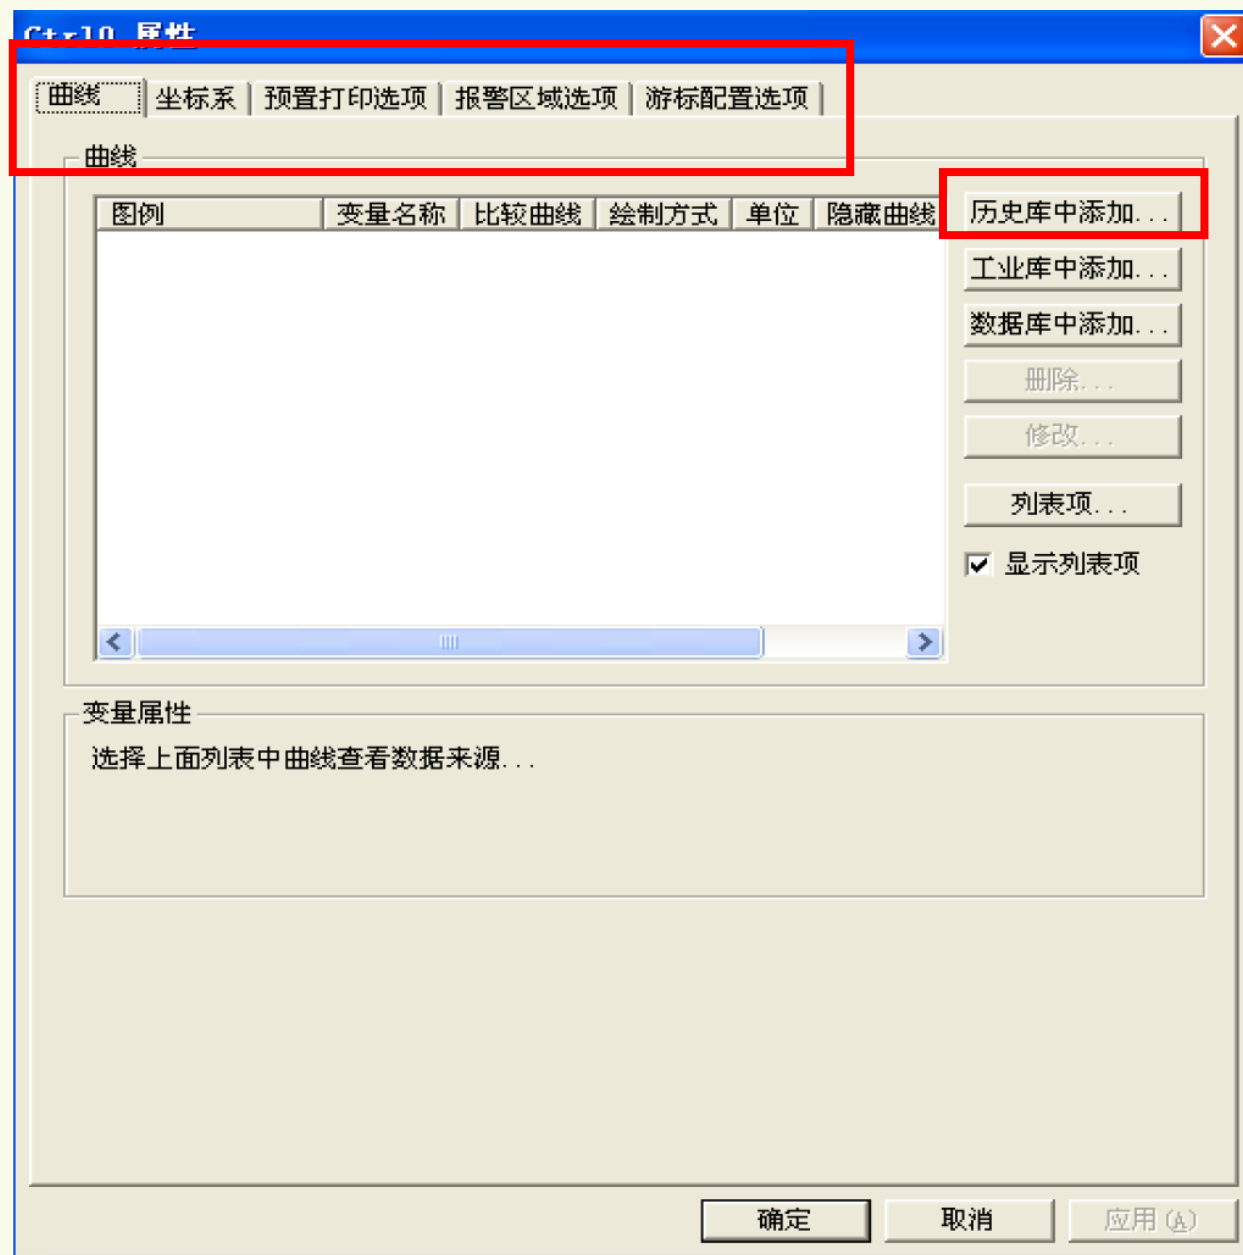 Ctrl0 属性
曲线 坐标系 预置打印选项 报警区域选项 游标配置选项
曲线
图例 变量名称 比较曲线 绘制方式 单位 隐藏曲线
历史库中添加...
工业库中添加...
数据库中添加...
删除...
修改...
列表项...
显示列表项
变量属性
选择上面列表中曲线查看数据来源...
确定 取消 应用(A)